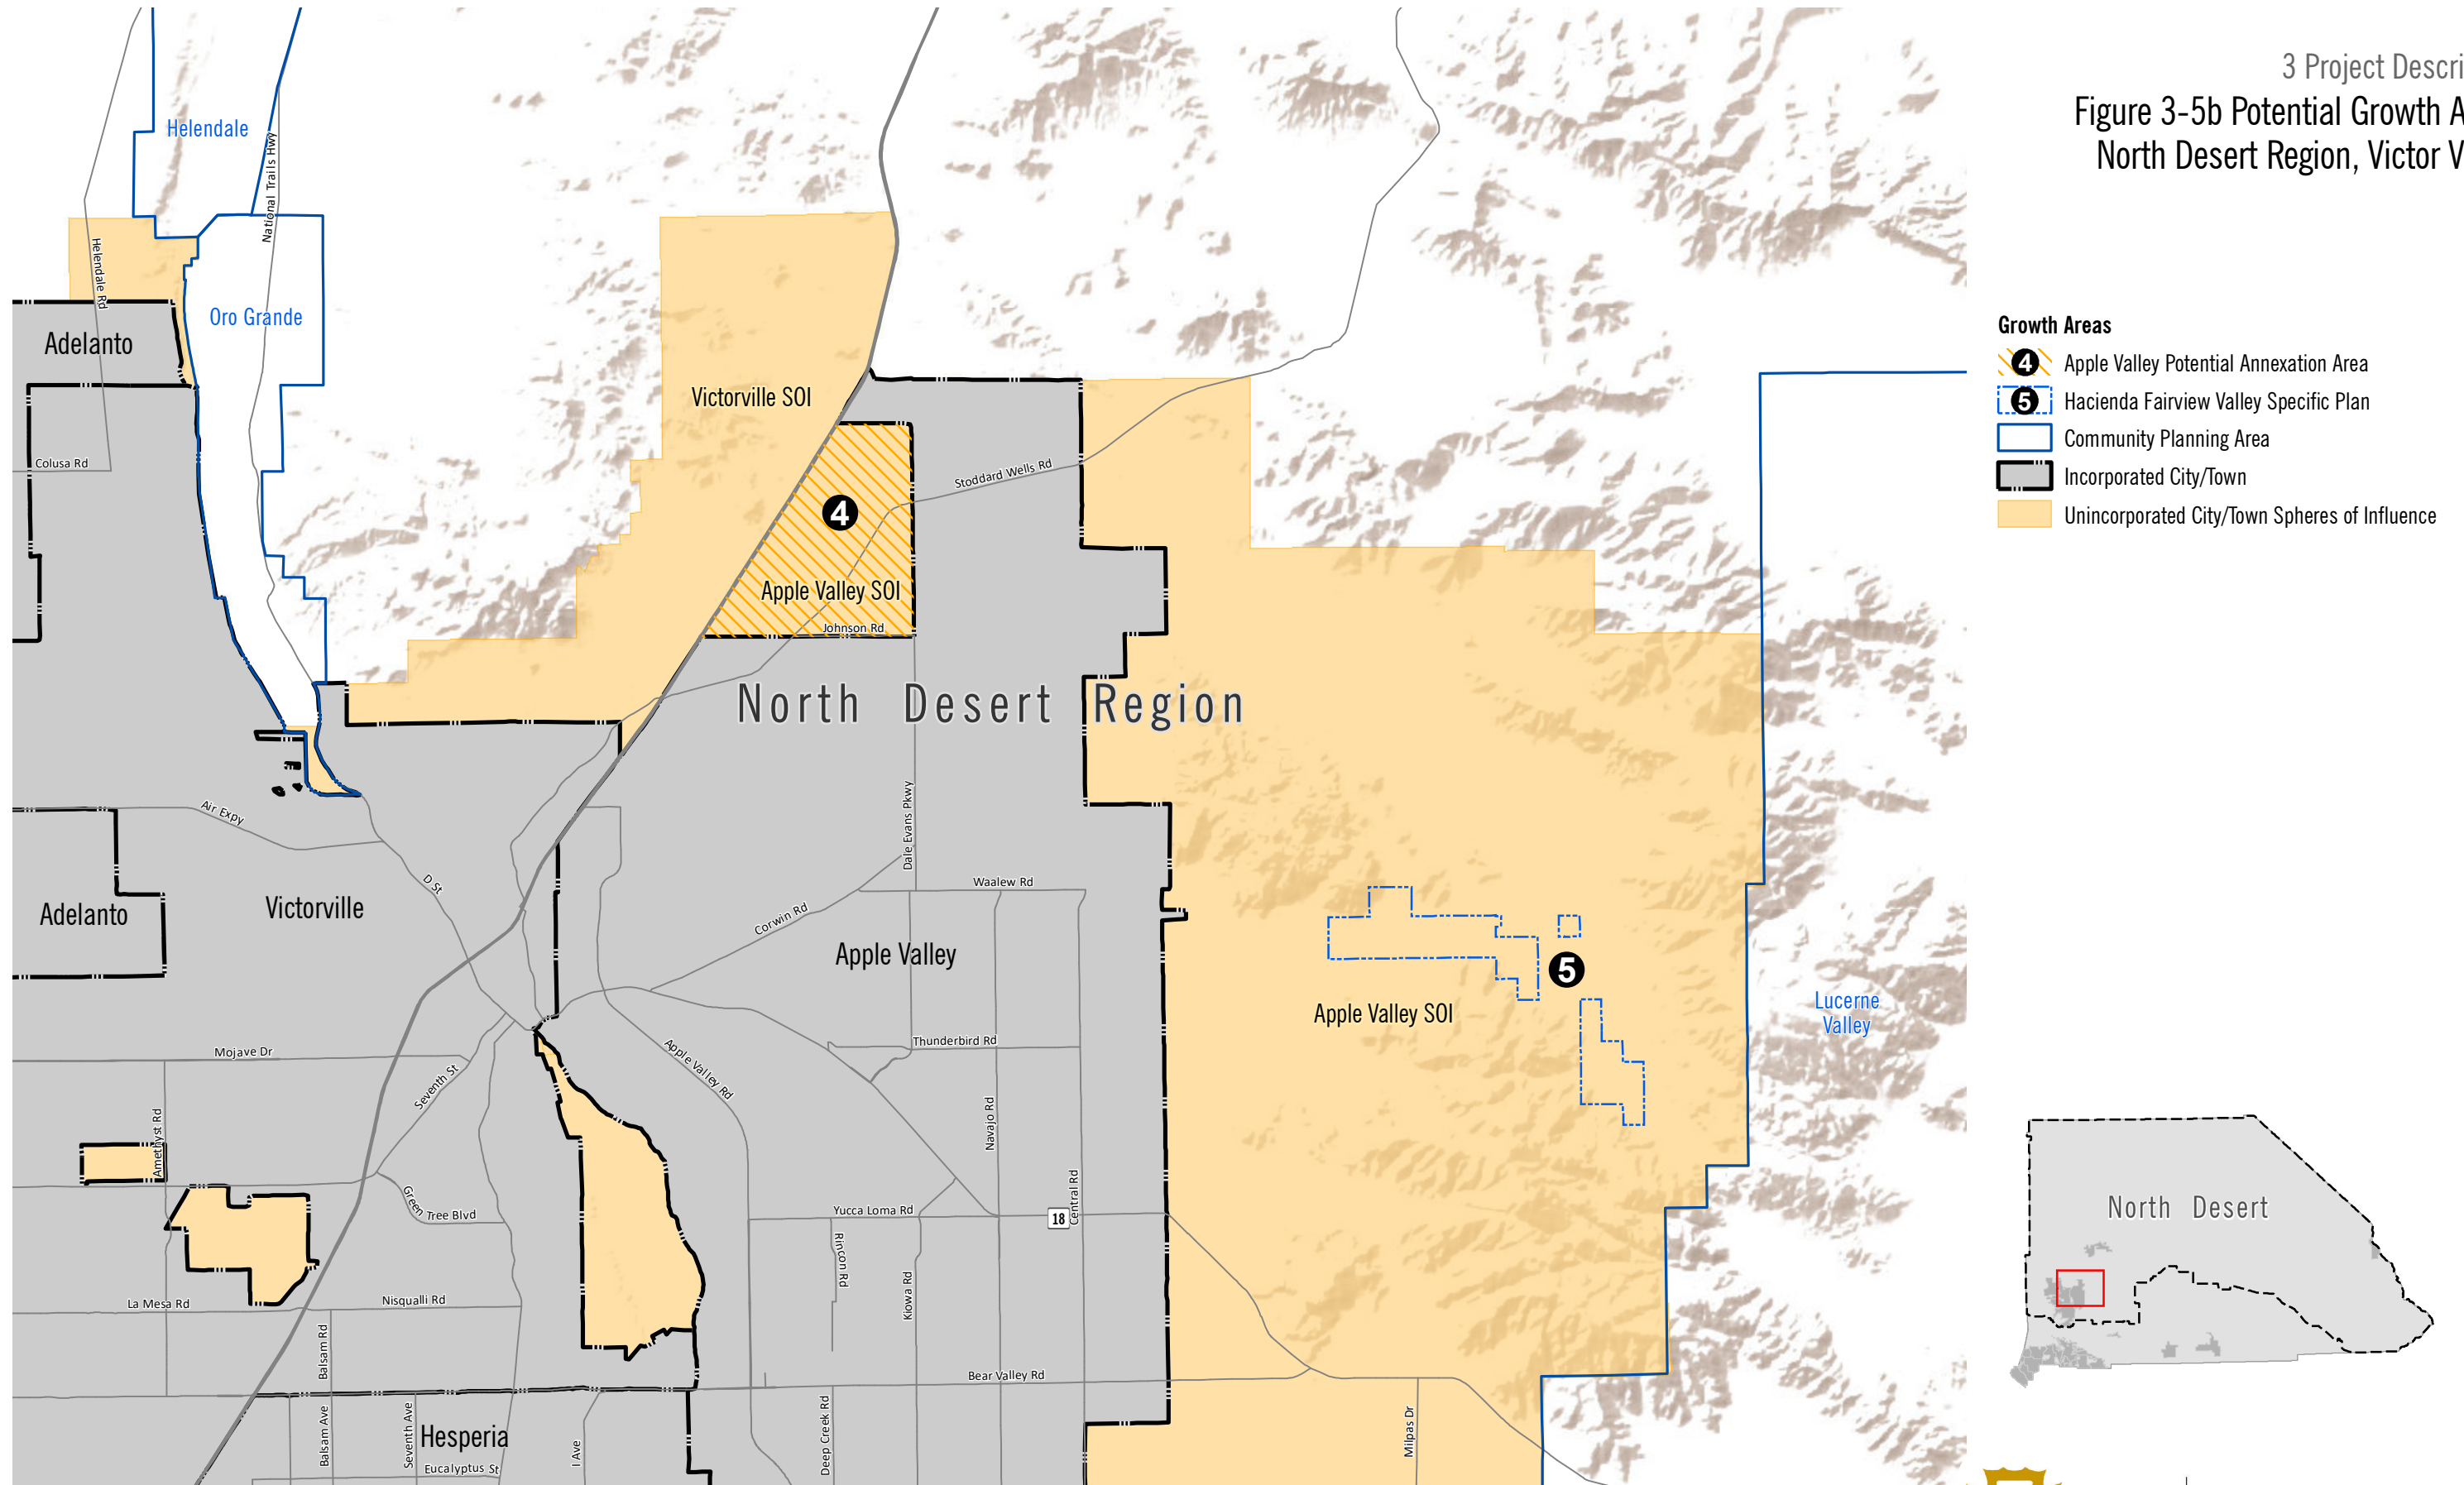 3 Project Descri
Figure 3-5b Potential Growth A
North Desert Region, Victor V
Growth Areas
4 Apple Valley Potential Annexation Area
5 Hacienda Fairview Valley Specific Plan
Community Planning Area
Incorporated City/Town
Unincorporated City/Town Spheres of Influence
Helendale
National Trails Hwy
Helendale Rd
Oro Grande
Adelanto
Victorville SOI
Colusa Rd
Stoddard Wells Rd
4
Apple Valley SOI
Johnson Rd
North Desert Region
Air Expy
Dale Evans Pkwy
D St
Waalew Rd
Adelanto
Victorville
Corwin Rd
Apple Valley
5
Apple Valley SOI
Lucerne
Valley
Mojave Dr
Thunderbird Rd
Seventh St
Apple Valley Rd
Amethyst Rd
Navajo Rd
Green Tree Blvd
Yucca Loma Rd
18
Central Rd
Rincon Rd
Kiowa Rd
La Mesa Rd
Nisqualli Rd
Balsam Rd
Bear Valley Rd
Balsam Ave
Seventh Ave
Hesperia
I Ave
Deep Creek Rd
Milpas Dr
Eucalyptus St
North Desert